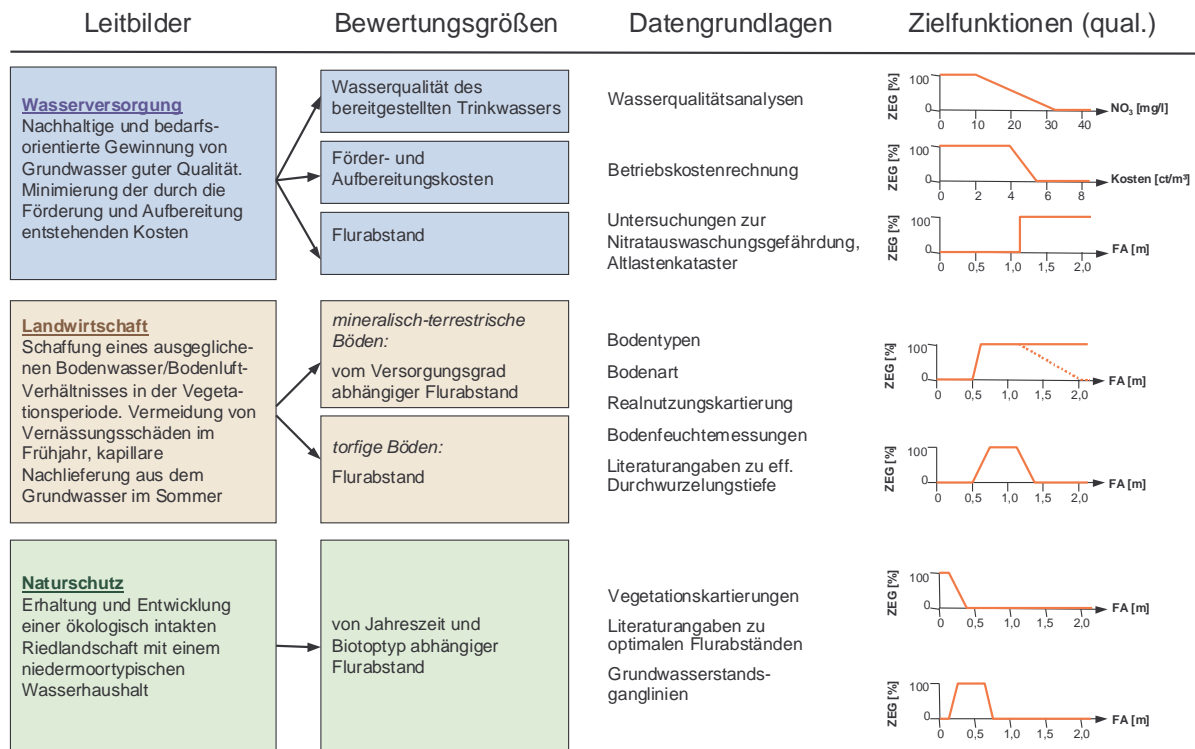 Leitbilder
Bewertungsgrößen
Datengrundlagen
Zielfunktionen (qual.)
Wasserversorgung
Nachhaltige und bedarfs-
orientierte Gewinnung von
Grundwasser guter Qualität.
Minimierung der durch die
Förderung und Aufbereitung
entstehenden Kosten
Wasserqualität des
bereitgestellten Trinkwassers
Förder- und
Aufbereitungskosten
Flurabstand
Wasserqualitätsanalysen
Betriebskostenrechnung
Untersuchungen zur
Nitratauswaschungsgefährdung,
Altlastenkataster
ZEG [%]
100
0
0 10 20 30 40
NO3 [mg/l]
ZEG [%]
100
0
0 2 4 6 8
Kosten [ct/m³]
ZEG [%]
100
0
0 0,5 1,0 1,5 2,0
FA [m]
Landwirtschaft
Schaffung eines ausgegliche-
nen Bodenwasser/Bodenluft-
Verhältnisses in der Vegeta-
tionsperiode. Vermeidung von
Vernässungsschäden im
Frühjahr, kapillare
Nachlieferung aus dem
Grundwasser im Sommer
mineralisch-terrestrische
Böden:
vom Versorgungsgrad
abhängiger Flurabstand
torfige Böden:
Flurabstand
Bodentypen
Bodenart
Realnutzungskartierung
Bodenfeuchtemessungen
Literaturangaben zu eff.
Durchwurzelungstiefe
ZEG [%]
100
0
0 0,5 1,0 1,5 2,0
FA [m]
ZEG [%]
100
0
0 0,5 1,0 1,5 2,0
FA [m]
Naturschutz
Erhaltung und Entwicklung
einer ökologisch intakten
Riedlandschaft mit einem
niedermoortypischen
Wasserhaushalt
von Jahreszeit und
Biotoptyp abhängiger
Flurabstand
Vegetationskartierungen
Literaturangaben zu
optimalen Flurabständen
Grundwasserstands-
ganglinien
ZEG [%]
100
0
0 0,5 1,0 1,5 2,0
FA [m]
ZEG [%]
100
0
0 0,5 1,0 1,5 2,0
FA [m]